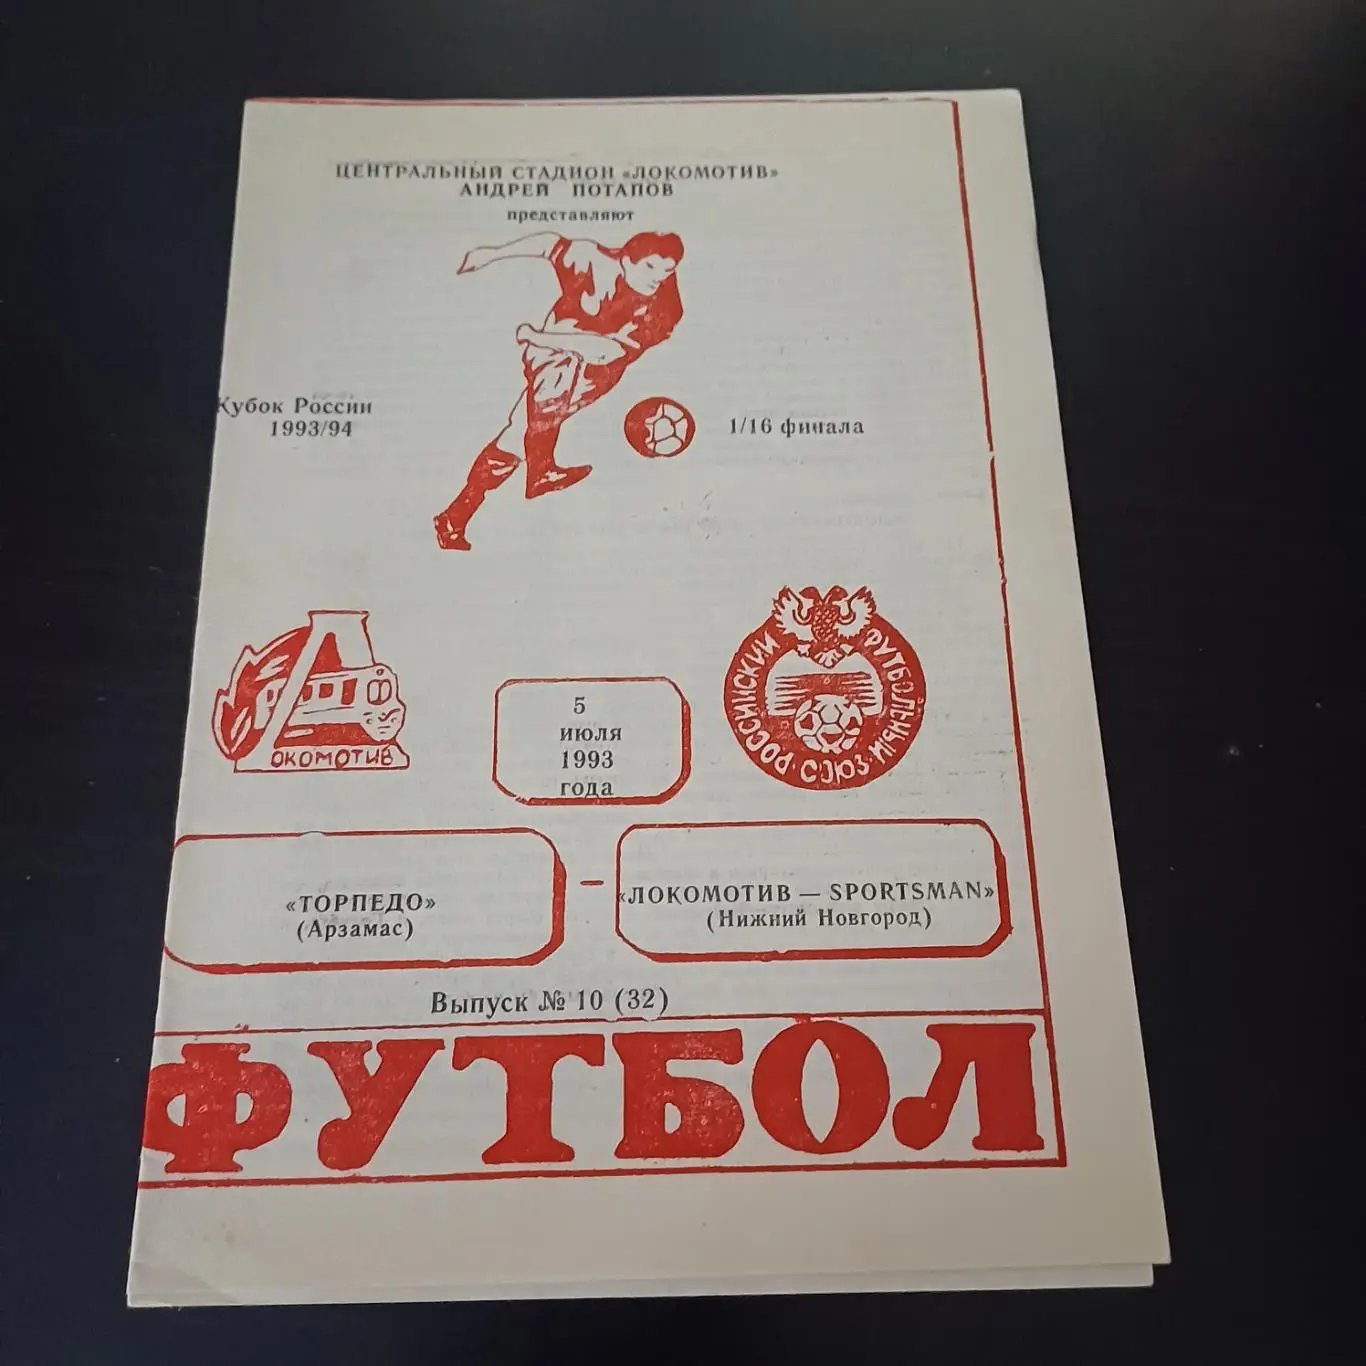 ЦЕНТРАЛЬНЫЙ СТАДИОН «ЛОКОМОТИВ»
АНДРЕЙ ПОТАПОВ
представляют
Кубок России
1993/94
1/16 финала
ОКОМОТИВ
РОССИЙСКИЙ ФУТБОЛЬНЫЙ СОЮЗ
5
июля
1993
года
«ТОРПЕДО»
(Арзамас)
–
«ЛОКОМОТИВ — SPORTSMAN»
(Нижний Новгород)
Выпуск № 10 (32)
ФУТБОЛ